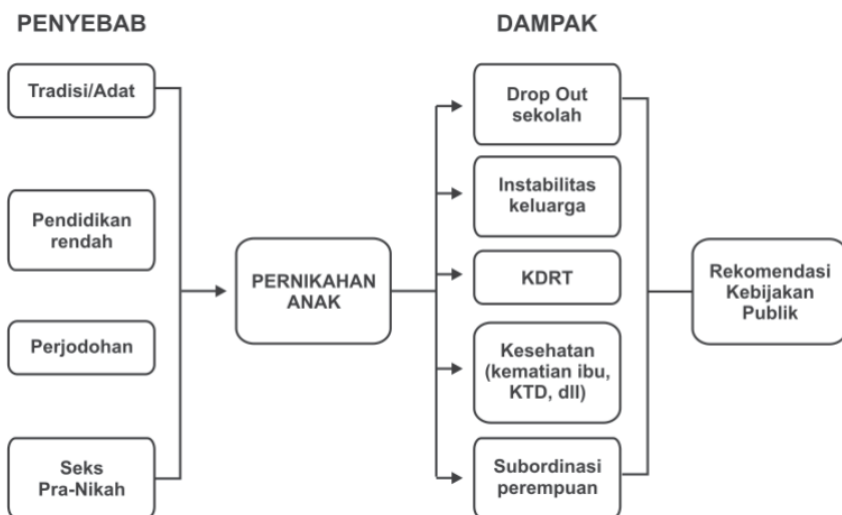 PENYEBAB
Tradisi/Adat
Pendidikan
rendah
Perjodohan
Seks
Pra-Nikah
PERNIKAHAN
ANAK
DAMPAK
Drop Out
sekolah
Instabilitas
keluarga
KDRT
Kesehatan
(kematian ibu,
KTD, dll)
Subordinasi
perempuan
Rekomendasi
Kebijakan
Publik